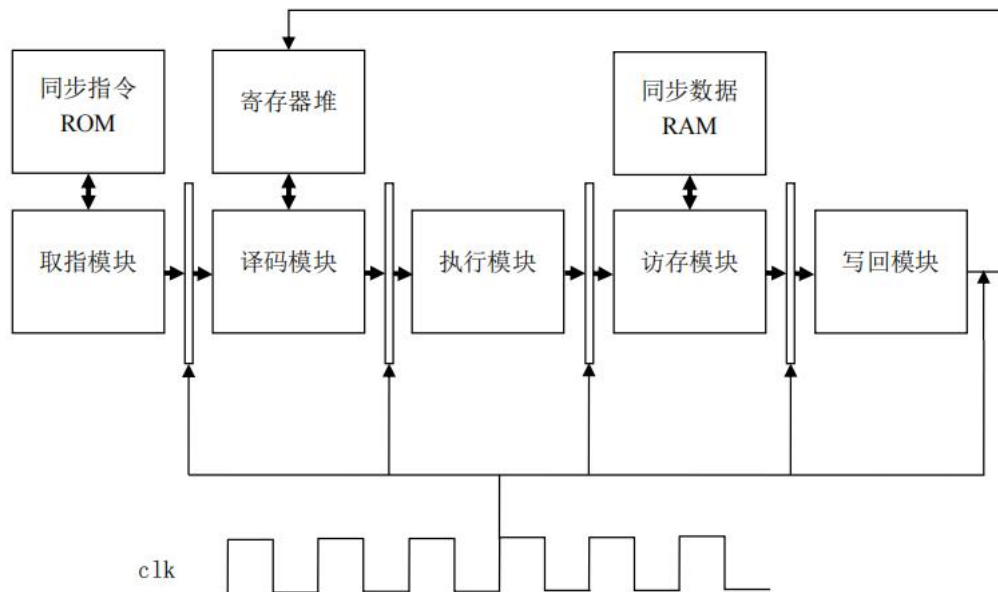 同步指令
ROM
寄存器堆
同步数据
RAM
取指模块
译码模块
执行模块
访存模块
写回模块
clk